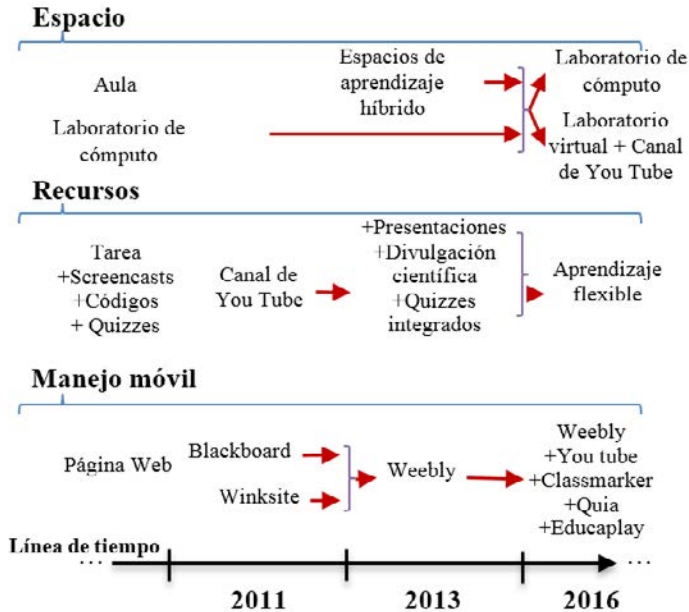 Espacio
Aula
Laboratorio de
cómputo
Espacios de
aprendizaje
híbrido
Laboratorio de
cómputo
Laboratorio
virtual + Canal
de You Tube
Recursos
Tarea
+Screencasts
+Códigos
+ Quizzes
Canal de
You Tube
+Presentaciones
+Divulgación
científica
+Quizzes
integrados
Aprendizaje
flexible
Manejo móvil
Página Web
Blackboard
Winksite
Weebly
Weebly
+You tube
+Classmarker
+Quia
+Educaplay
Línea de tiempo
... ...
2011 2013 2016